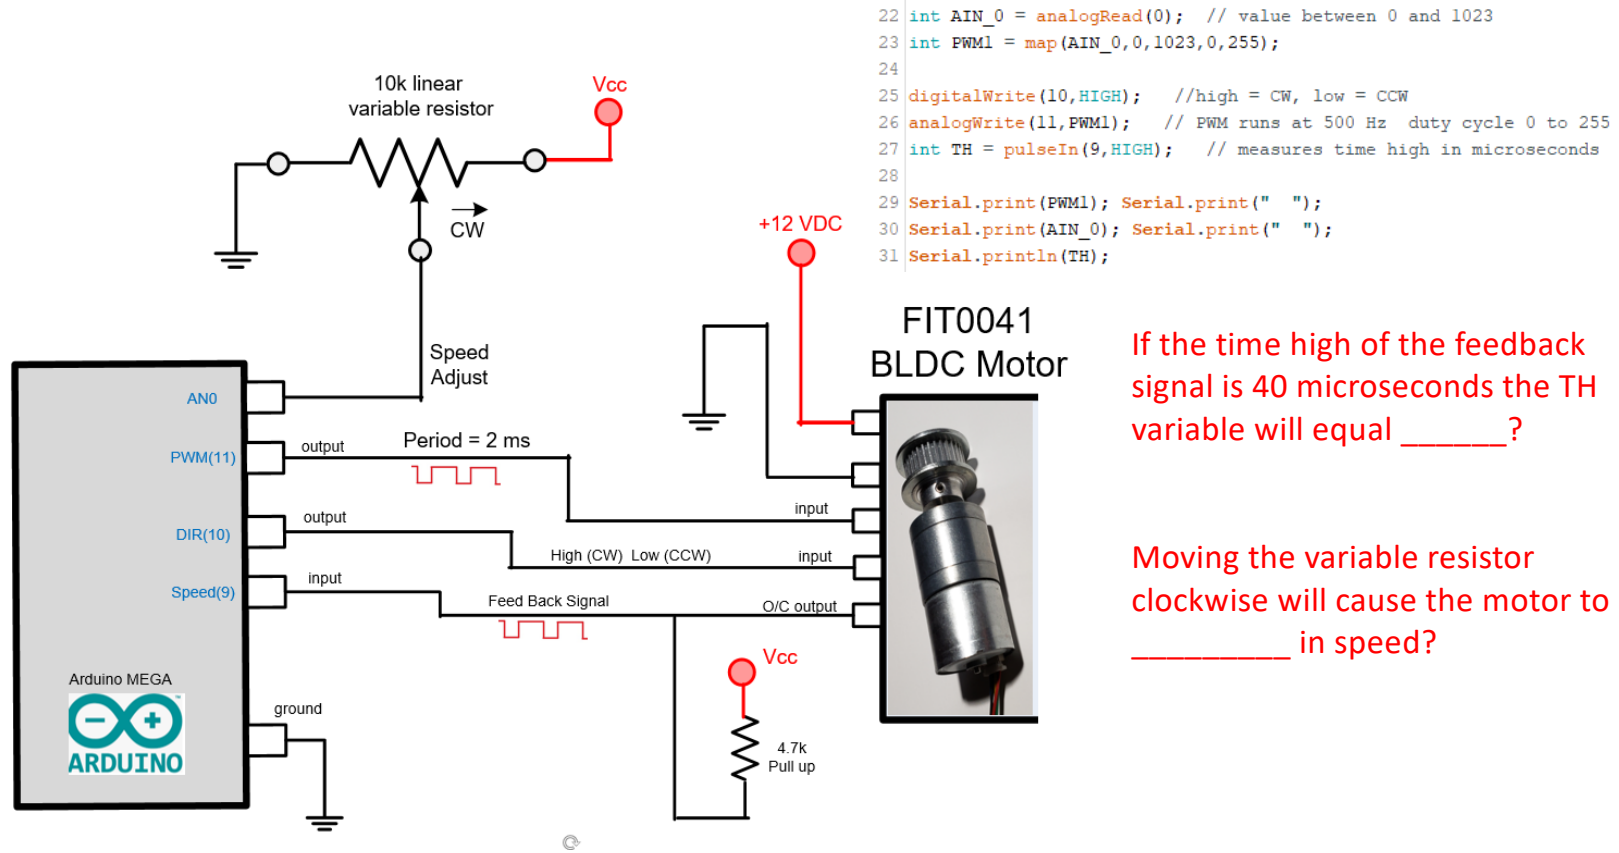 22 int AIN_0 = analogRead(0);  // value between 0 and 1023
23 int PWM1 = map(AIN_0,0,1023,0,255);
24
25 digitalWrite(10,HIGH);   //high = CW, low = CCW
26 analogWrite(11,PWM1);   // PWM runs at 500 Hz  duty cycle 0 to 255
27 int TH = pulseIn(9,HIGH);   // measures time high in microseconds
28
29 Serial.print(PWM1); Serial.print("  ");
30 Serial.print(AIN_0); Serial.print("  ");
31 Serial.println(TH);
10k linear
variable resistor
Vcc
CW
+12 VDC
Speed
Adjust
FIT0041
BLDC Motor
AN0
PWM(11)
output
Period = 2 ms
input
DIR(10)
output
High (CW)  Low (CCW)
input
Speed(9)
input
Feed Back Signal
O/C output
Vcc
4.7k
Pull up
Arduino MEGA
ARDUINO
ground
If the time high of the feedback
signal is 40 microseconds the TH
variable will equal ______?
Moving the variable resistor
clockwise will cause the motor to
_________ in speed?